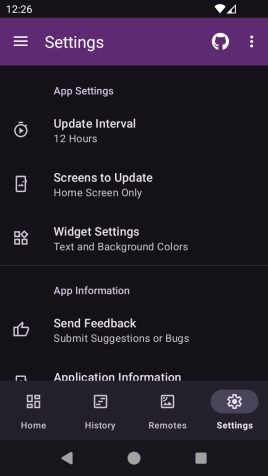 12:26
Settings
App Settings
Update Interval
12 Hours
Screens to Update
Home Screen Only
Widget Settings
Text and Background Colors
App Information
Send Feedback
Submit Suggestions or Bugs
Application Information
Home
History
Remotes
Settings